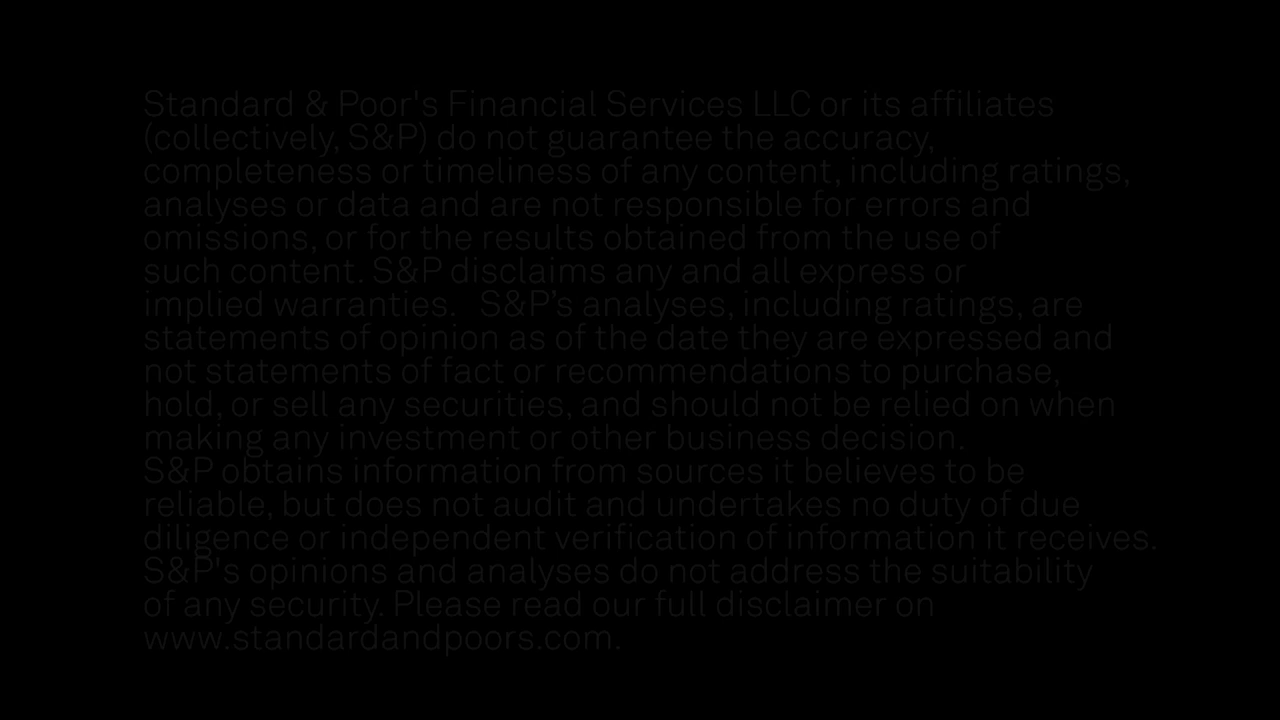 Standard & Poor's Financial Services LLC or its affiliates
(collectively, S&P) do not guarantee the accuracy,
completeness or timeliness of any content, including ratings,
analyses or data and are not responsible for errors and
omissions, or for the results obtained from the use of
such content. S&P disclaims any and all express or
implied warranties.   S&P’s analyses, including ratings, are
statements of opinion as of the date they are expressed and
not statements of fact or recommendations to purchase,
hold, or sell any securities, and should not be relied on when
making any investment or other business decision.
S&P obtains information from sources it believes to be
reliable, but does not audit and undertakes no duty of due
diligence or independent verification of information it receives.
S&P's opinions and analyses do not address the suitability
of any security. Please read our full disclaimer on
www.standardandpoors.com.